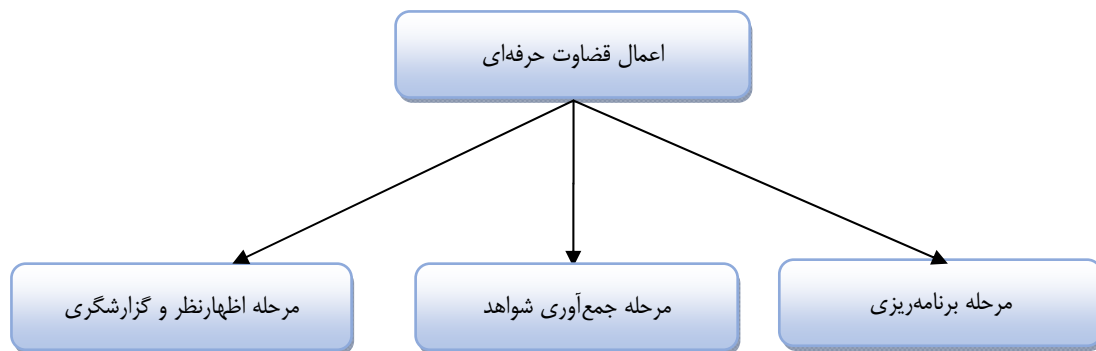 اعمال قضاوت حرفه‌ای
مرحله برنامه‌ریزی
مرحله جمع‌آوری شواهد
مرحله اظهارنظر و گزارشگری